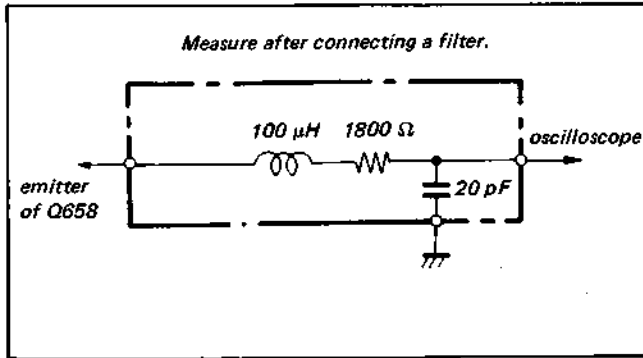 Measure after connecting a filter.
100 μH
1800 Ω
oscilloscope
emitter
of Q658
20 pF